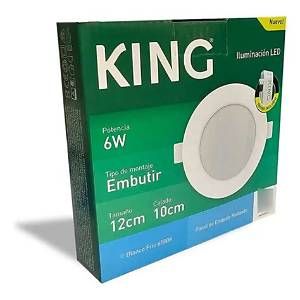 Nuevo!
KING®
Iluminación LED
Potencia
6W
Tipo de montaje
Embutir
Tamaño Calado
12cm 10cm
Blanco Frío 6500K
Panel de Embutir Redondo